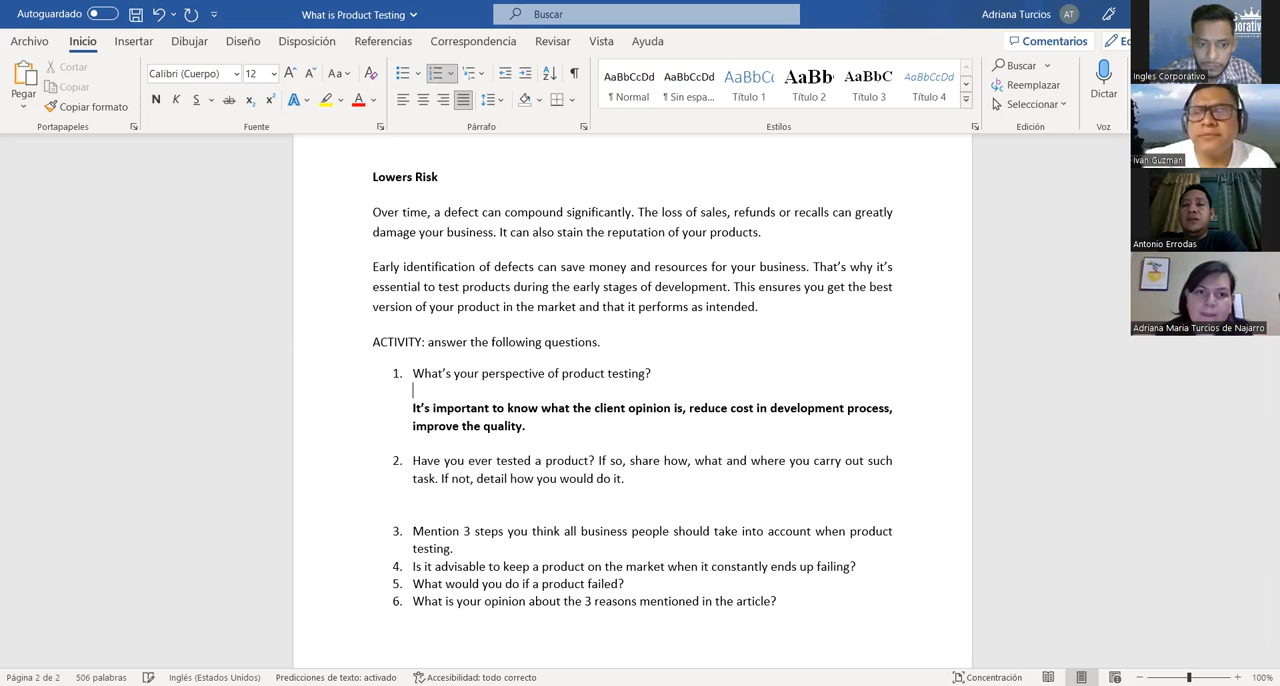 Autoguardado
What is Product Testing
Buscar
Adriana Turcios
AT
Archivo Inicio Insertar Dibujar Diseño Disposición Referencias Correspondencia Revisar Vista Ayuda
Comentarios
Ed
Pegar
Cortar
Copiar
Copiar formato
Portapapeles
Calibri (Cuerpo) 12
Fuente
Párrafo
AaBbCcDd AaBbCcDd AaBbCc AaBb AaBbC AaBbCcDd
¶ Normal ¶ Sin espa... Título 1 Título 2 Título 3 Título 4
Estilos
Buscar
Reemplazar
Seleccionar
Edición
Dictar
Voz
Ingles Corporativo
Ivan Guzman
Antonio Errodas
Adriana Maria Turcios de Najarro
Lowers Risk
Over time, a defect can compound significantly. The loss of sales, refunds or recalls can greatly
damage your business. It can also stain the reputation of your products.
Early identification of defects can save money and resources for your business. That's why it's
essential to test products during the early stages of development. This ensures you get the best
version of your product in the market and that it performs as intended.
ACTIVITY: answer the following questions.
1. What's your perspective of product testing?
It's important to know what the client opinion is, reduce cost in development process,
improve the quality.
2. Have you ever tested a product? If so, share how, what and where you carry out such
task. If not, detail how you would do it.
3. Mention 3 steps you think all business people should take into account when product
testing.
4. Is it advisable to keep a product on the market when it constantly ends up failing?
5. What would you do if a product failed?
6. What is your opinion about the 3 reasons mentioned in the article?
Página 2 de 2 506 palabras Inglés (Estados Unidos) Predicciones de texto: activado Accesibilidad: todo correcto Concentración 100%